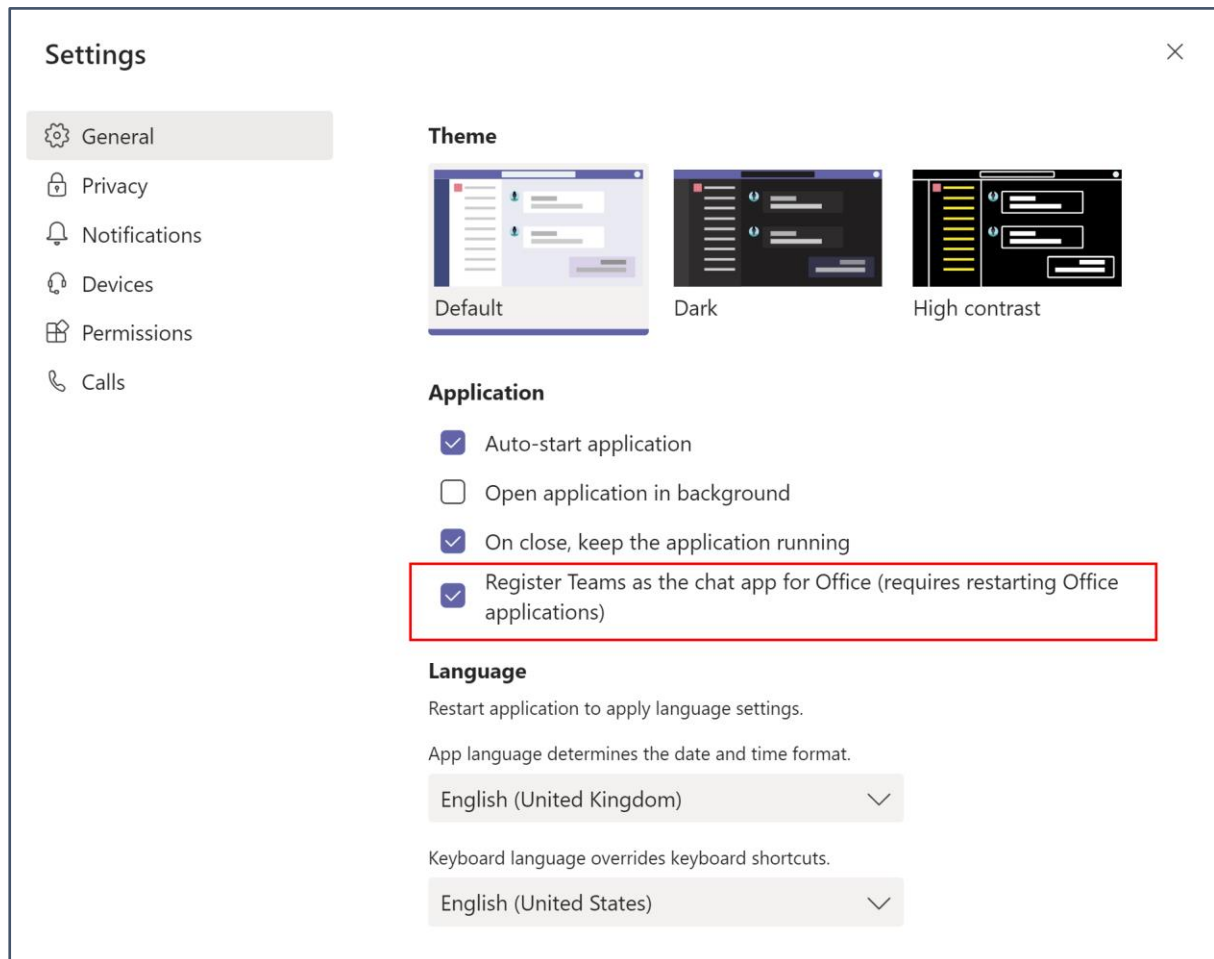 Settings
General
Privacy
Notifications
Devices
Permissions
Calls
Theme
Default
Dark
High contrast
Application
Auto-start application
Open application in background
On close, keep the application running
Register Teams as the chat app for Office (requires restarting Office
applications)
Language
Restart application to apply language settings.
App language determines the date and time format.
English (United Kingdom)
Keyboard language overrides keyboard shortcuts.
English (United States)